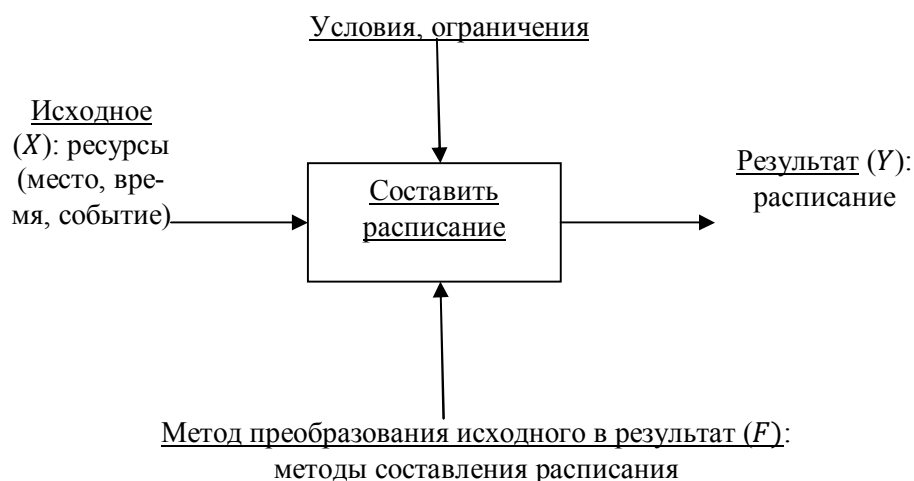 Условия, ограничения
Исходное
(X): ресурсы
(место, вре-
мя, событие)
Составить
расписание
Результат (Y):
расписание
Метод преобразования исходного в результат (F):
методы составления расписания